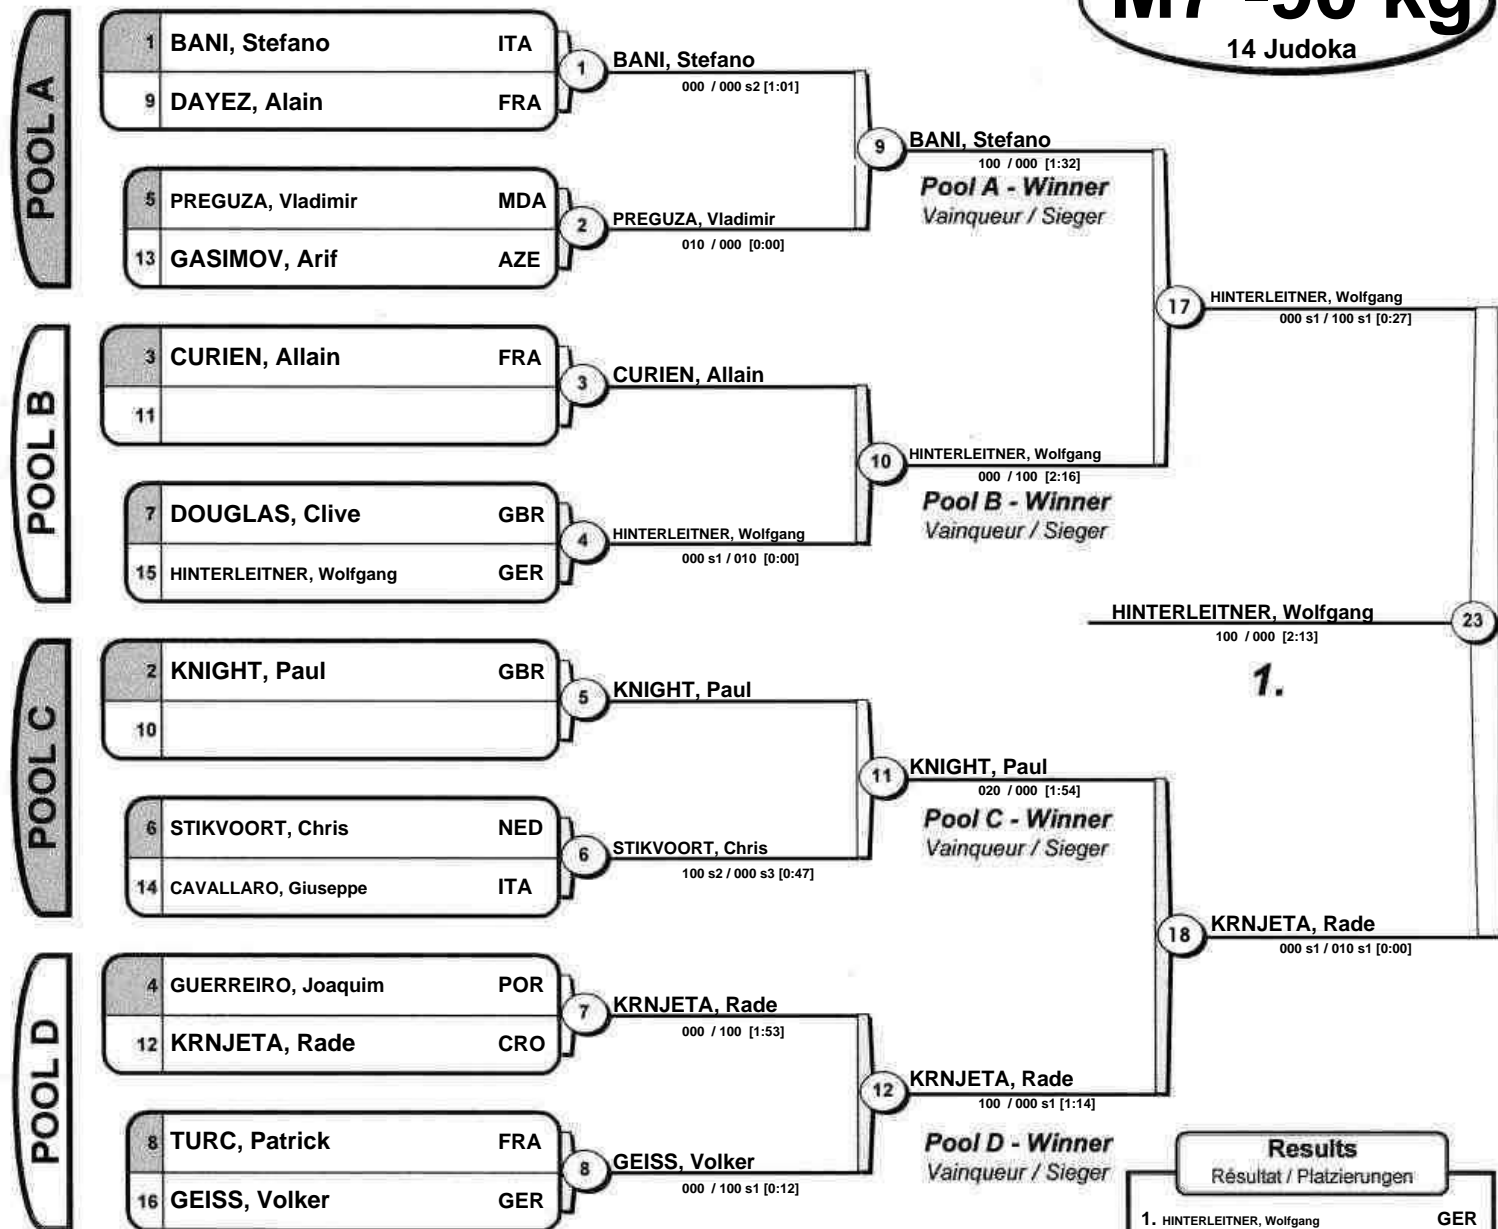 M7 -90 kg
14 Judoka
POOL A
1 BANI, Stefano ITA
9 DAYEZ, Alain FRA
1 BANI, Stefano
000 / 000 s2 [1:01]
5 PREGUZA, Vladimir MDA
13 GASIMOV, Arif AZE
2 PREGUZA, Vladimir
010 / 000 [0:00]
9 BANI, Stefano
100 / 000 [1:32]
Pool A - Winner
Vainqueur / Sieger
POOL B
3 CURIEN, Allain FRA
11
3 CURIEN, Allain
7 DOUGLAS, Clive GBR
15 HINTERLEITNER, Wolfgang GER
4 HINTERLEITNER, Wolfgang
000 s1 / 010 [0:00]
10 HINTERLEITNER, Wolfgang
000 / 100 [2:16]
Pool B - Winner
Vainqueur / Sieger
17 HINTERLEITNER, Wolfgang
000 s1 / 100 s1 [0:27]
HINTERLEITNER, Wolfgang 23
100 / 000 [2:13]
1.
POOL C
2 KNIGHT, Paul GBR
10
5 KNIGHT, Paul
6 STIKVOORT, Chris NED
14 CAVALLARO, Giuseppe ITA
6 STIKVOORT, Chris
100 s2 / 000 s3 [0:47]
11 KNIGHT, Paul
020 / 000 [1:54]
Pool C - Winner
Vainqueur / Sieger
POOL D
4 GUERREIRO, Joaquim POR
12 KRNJETA, Rade CRO
7 KRNJETA, Rade
000 / 100 [1:53]
8 TURC, Patrick FRA
16 GEISS, Volker GER
8 GEISS, Volker
000 / 100 s1 [0:12]
12 KRNJETA, Rade
100 / 000 s1 [1:14]
Pool D - Winner
Vainqueur / Sieger
18 KRNJETA, Rade
000 s1 / 010 s1 [0:00]
Results
Résultat / Platzierungen
1. HINTERLEITNER, Wolfgang GER